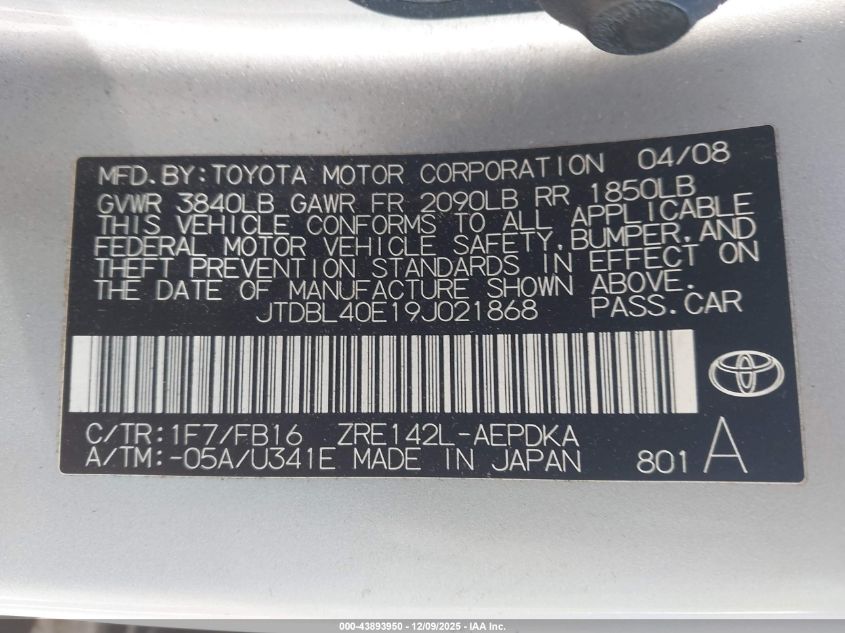 MFD.BY:TOYOTA MOTOR CORPORATION 04/08
GVWR 3840LB GAWR FR 2090LB RR 1850LB
THIS VEHICLE CONFORMS TO ALL APPLICABLE
FEDERAL MOTOR VEHICLE SAFETY,BUMPER,AND
THEFT PREVENTION STANDARDS IN EFFECT ON
THE DATE OF MANUFACTURE SHOWN ABOVE.
JTDBL40E19J021868 PASS.CAR
C/TR:1F7/FB16 ZRE142L-AEPDKA
A/TM:-05A/U341E MADE IN JAPAN 801 A
000-43893950 - 12/09/2025 - IAA Inc.